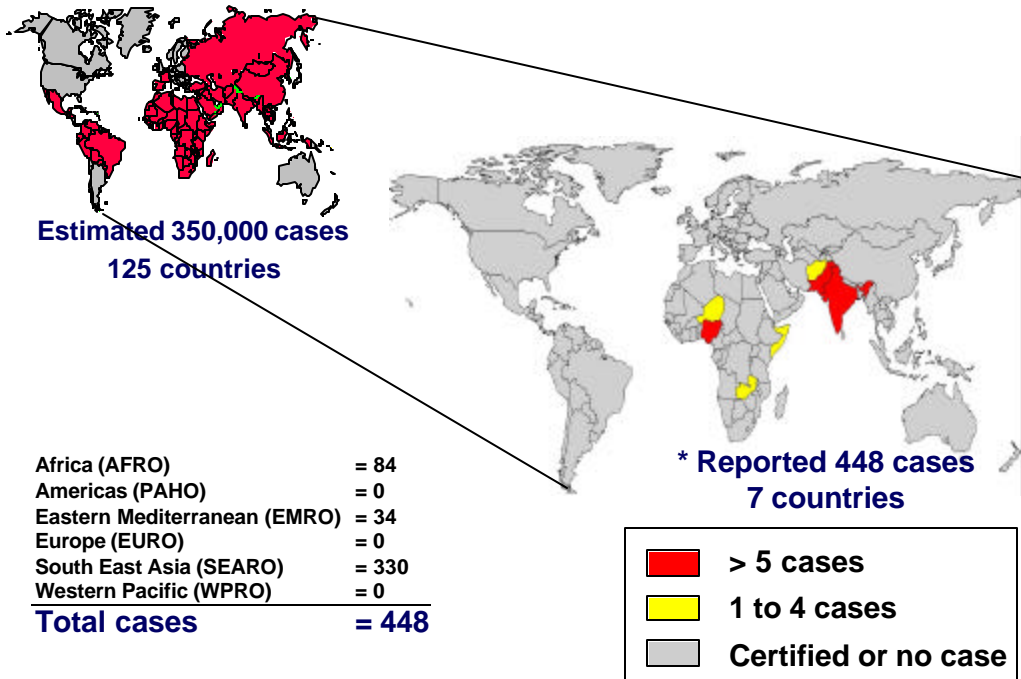 Estimated 350,000 cases
125 countries
* Reported 448 cases
7 countries
Africa (AFRO) = 84
Americas (PAHO) = 0
Eastern Mediterranean (EMRO) = 34
Europe (EURO) = 0
South East Asia (SEARO) = 330
Western Pacific (WPRO) = 0
Total cases = 448
> 5 cases
1 to 4 cases
Certified or no case